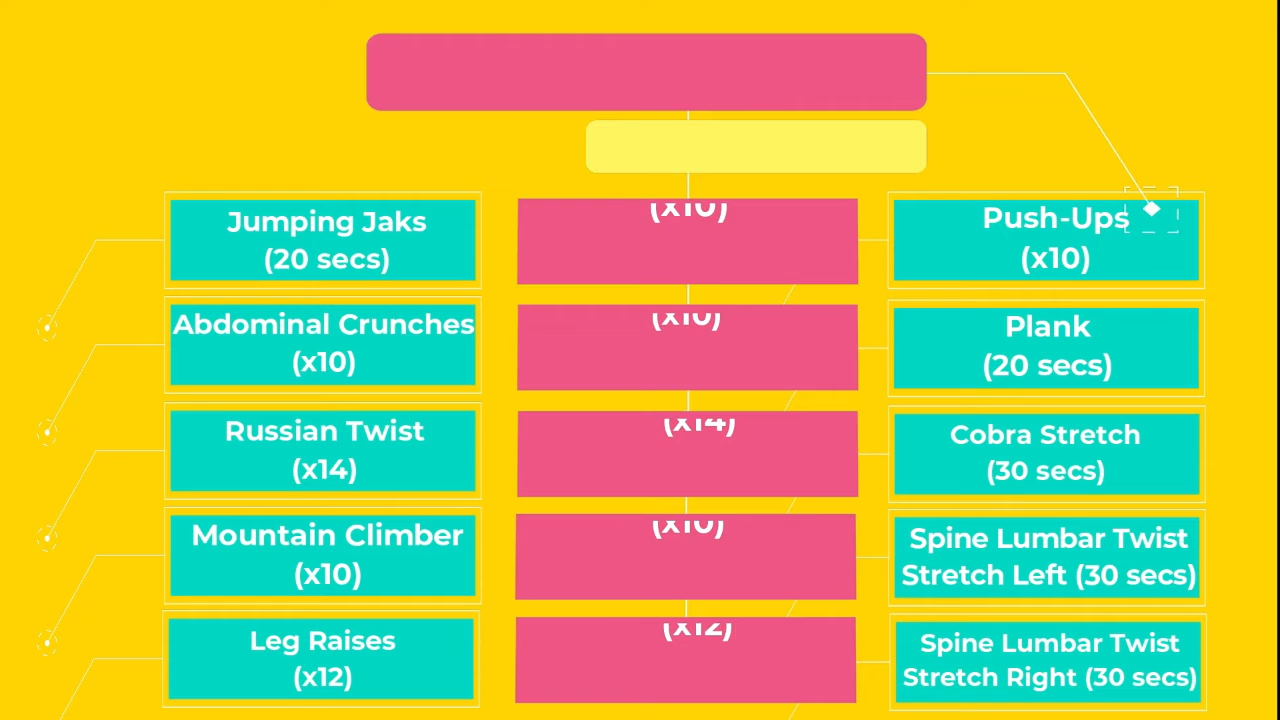 Jumping Jaks
(20 secs)
Abdominal Crunches
(x10)
Russian Twist
(x14)
Mountain Climber
(x10)
Leg Raises
(x12)
(x10)
(x10)
(x14)
(x10)
(x12)
Push-Ups
(x10)
Plank
(20 secs)
Cobra Stretch
(30 secs)
Spine Lumbar Twist
Stretch Left (30 secs)
Spine Lumbar Twist
Stretch Right (30 secs)